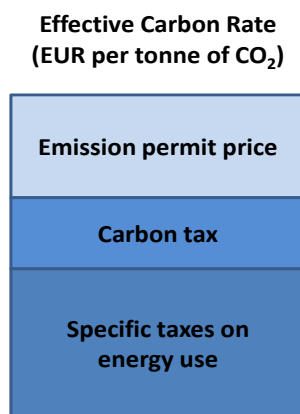 Effective Carbon Rate
(EUR per tonne of CO₂)
Emission permit price
Carbon tax
Specific taxes on
energy use